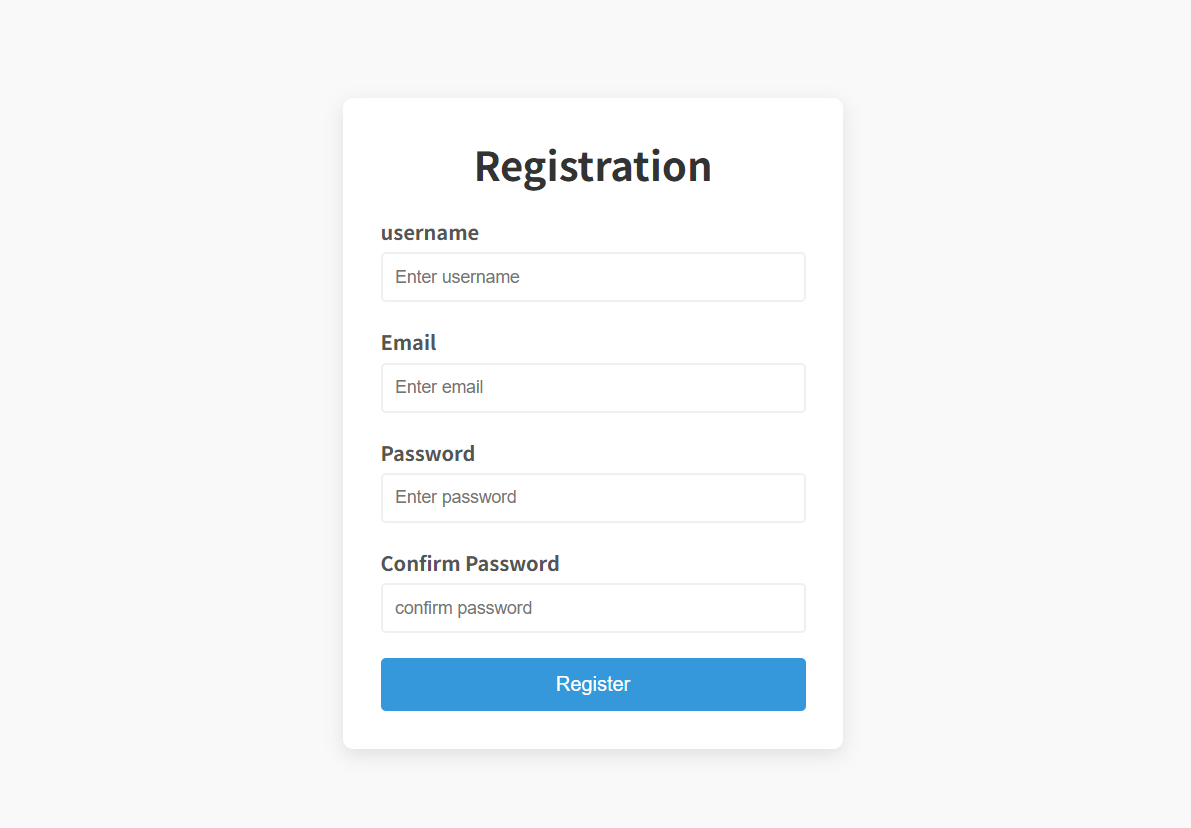 Registration
username
Enter username
Email
Enter email
Password
Enter password
Confirm Password
confirm password
Register